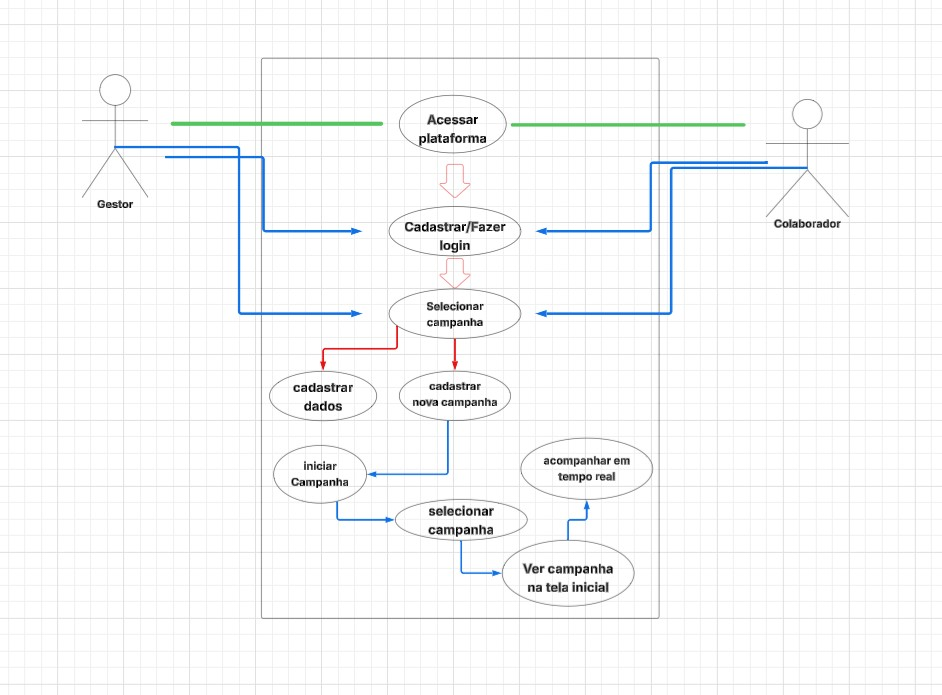 Acessar
plataforma
Gestor
Colaborador
Cadastrar/Fazer
login
Selecionar
campanha
cadastrar
dados
cadastrar
nova campanha
iniciar
Campanha
acompanhar em
tempo real
selecionar
campanha
Ver campanha
na tela inicial